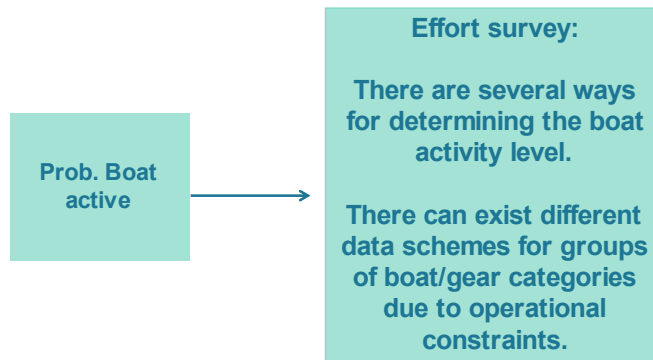 Prob. Boat
active
Effort survey:
There are several ways
for determining the boat
activity level.
There can exist different
data schemes for groups
of boat/gear categories
due to operational
constraints.